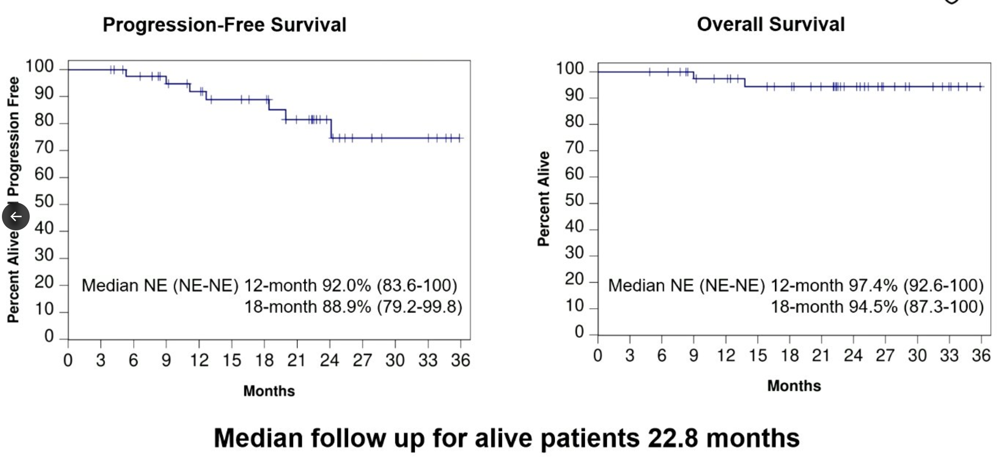 Progression-Free Survival
Percent Alive
Progression Free
100
90
80
70
60
50
40
30
20
10
0
Median NE (NE-NE) 12-month 92.0% (83.6-100)
18-month 88.9% (79.2-99.8)
0 3 6 9 12 15 18 21 24 27 30 33 36
Months
Overall Survival
Percent Alive
100
90
80
70
60
50
40
30
20
10
0
Median NE (NE-NE) 12-month 97.4% (92.6-100)
18-month 94.5% (87.3-100)
0 3 6 9 12 15 18 21 24 27 30 33 36
Months
Median follow up for alive patients 22.8 months